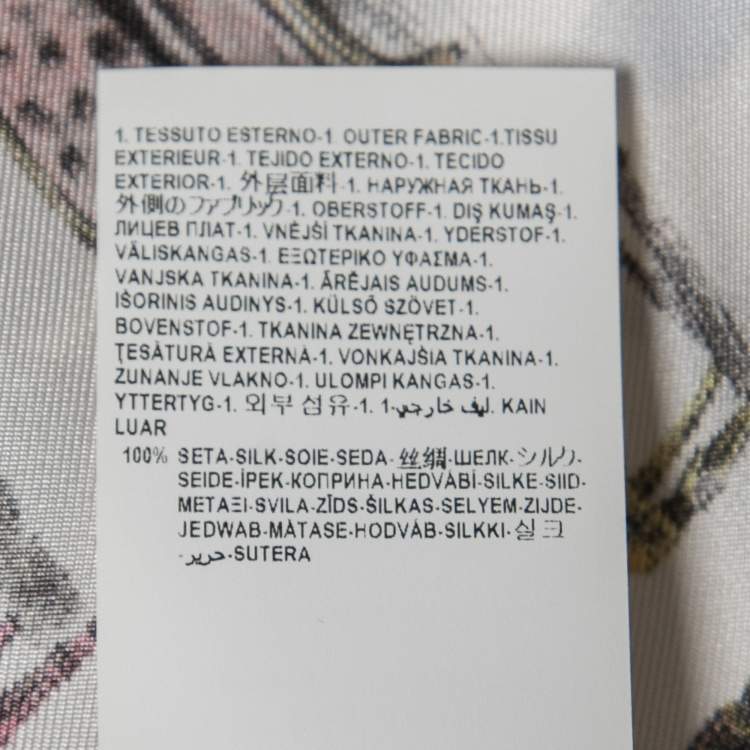 1. TESSUTO ESTERNO-1. OUTER FABRIC-1.TISSU
EXTERIEUR-1. TEJIDO EXTERNO-1. TECIDO
EXTERIOR-1. 外层面料-1. НАРУЖНАЯ ТКАНЬ-1.
外側のファブリック-1. OBERSTOFF-1. DIŞ KUMAŞ-1.
ЛИЦЕВ ПЛАТ-1. VNĚJŠÍ TKANINA-1. YDERSTOF-1.
VÄLISKANGAS-1. ΕΞΩΤΕΡΙΚΟ ΥΦΑΣΜΑ-1.
VANJSKA TKANINA-1. ĀRĒJAIS AUDUMS-1.
IŠORINIS AUDINYS-1. KÜLSŐ SZÖVET-1.
BOVENSTOF-1. TKANINA ZEWNĘTRZNA-1.
ŢESĂTURĂ EXTERNĂ-1. VONKAJŠIA TKANINA-1.
ZUNANJE VLAKNO-1. ULOMPI KANGAS-1.
YTTERTYG-1. 외부 섬유-1. ليف خارجي-1. 1. KAIN
LUAR
100% SETA-SILK-SOIE-SEDA-丝绸-ШЕЛК-シルク-
SEIDE-İPEK-КОПРИНА-HEDVÁBÍ-SILKE-SIID-
ΜΕΤΑΞΙ-SVILA-ZĪDS-ŠILKAS-SELYEM-ZIJDE-
JEDWAB-MĂTASE-HODVÁB-SILKKI-실크
-حرير-SUTERA